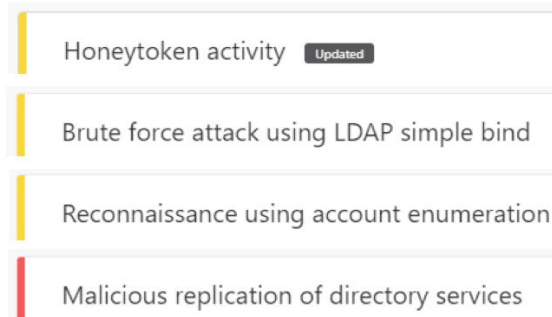 Honeytoken activity Updated
Brute force attack using LDAP simple bind
Reconnaissance using account enumeration
Malicious replication of directory services